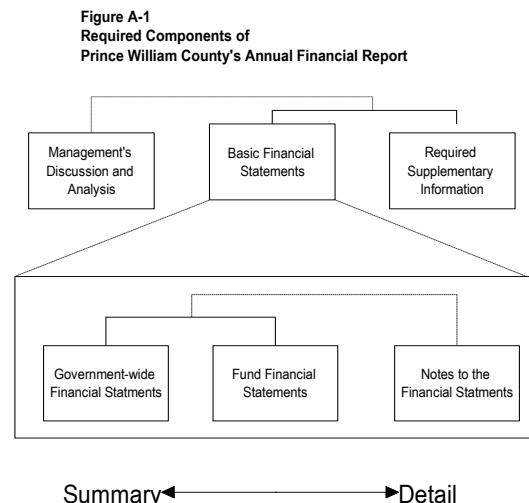 Figure A-1
Required Components of
Prince William County's Annual Financial Report
Management's
Discussion and
Analysis
Basic Financial
Statements
Required
Supplementary
Information
Government-wide
Financial Statments
Fund Financial
Statements
Notes to the
Financial Statments
Summary
Detail